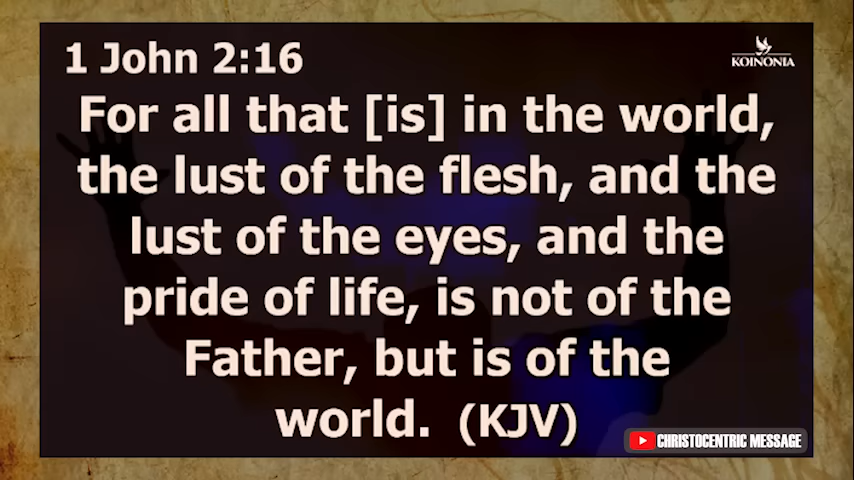 1 John 2:16
KOINONIA
For all that [is] in the world,
the lust of the flesh, and the
lust of the eyes, and the
pride of life, is not of the
Father, but is of the
world. (KJV)
CHRISTOCENTRIC MESSAGE